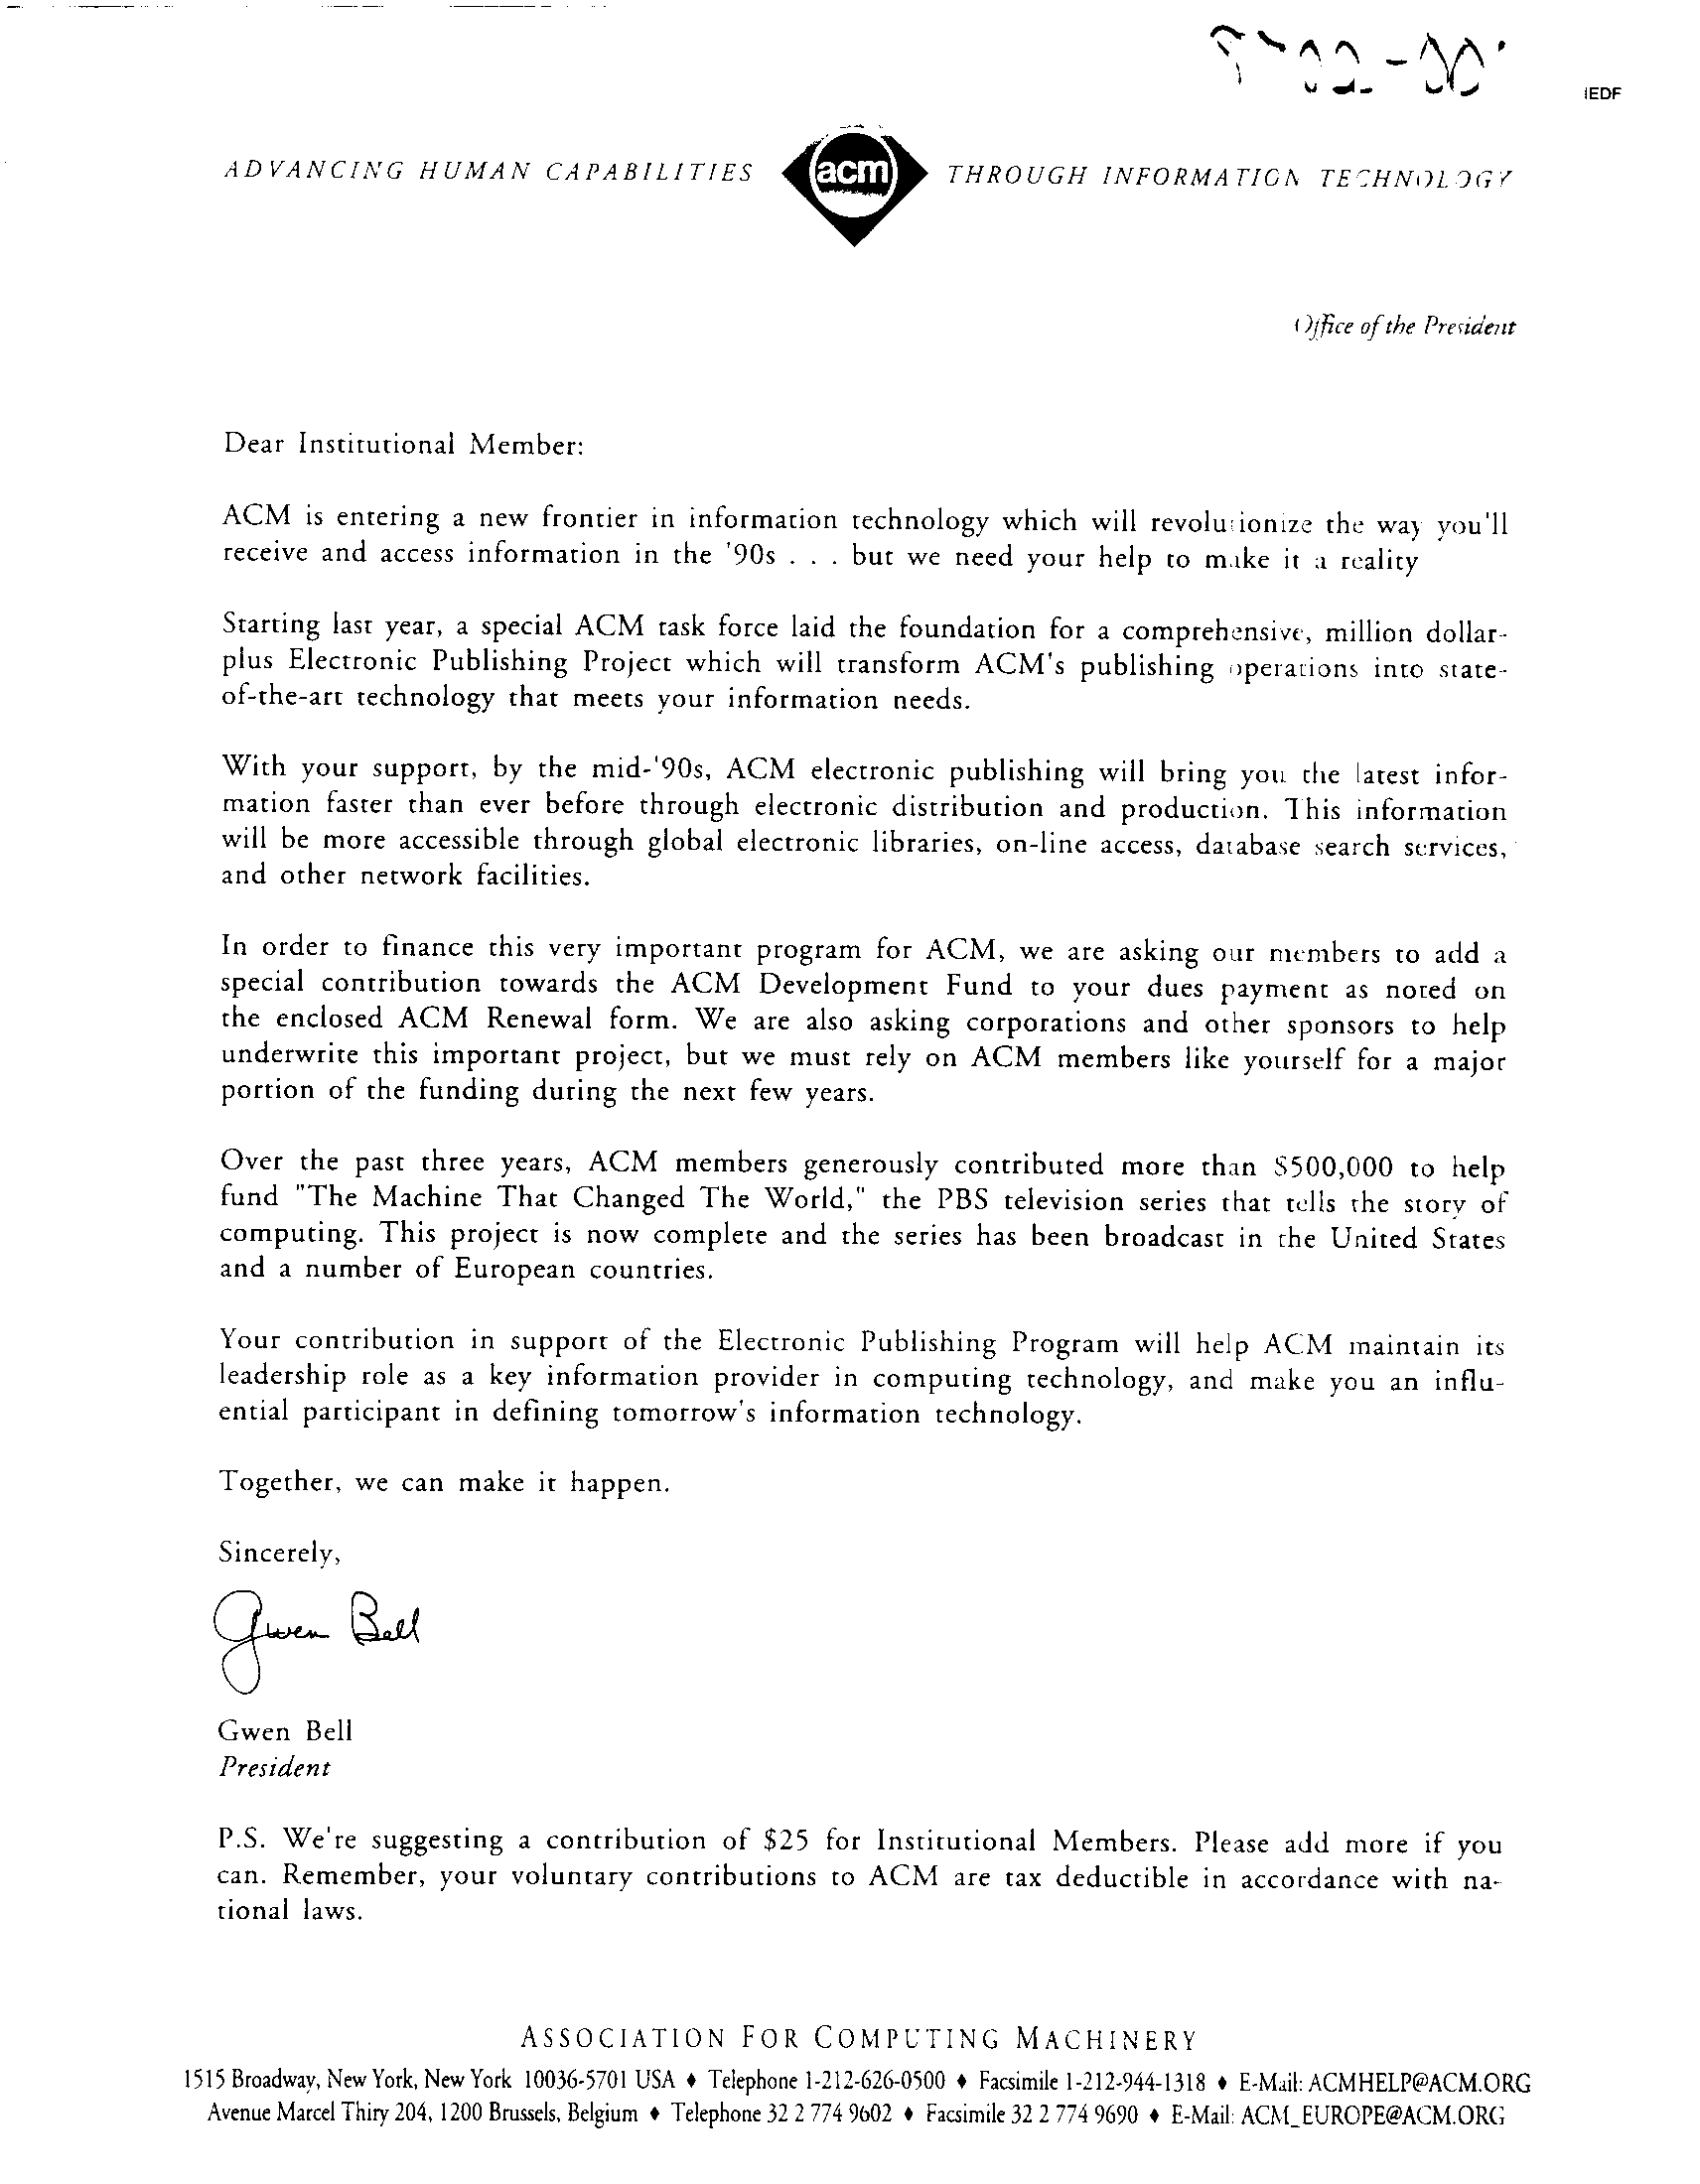 IEDF
ADVANCING HUMAN CAPABILITIES acm THROUGH INFORMATION TECHNOLOGY
Office of the President
Dear Institutional Member:
ACM is entering a new frontier in information technology which will revolutionize the way you'll
receive and access information in the '90s . . . but we need your help to make it a reality
Starting last year, a special ACM task force laid the foundation for a comprehensive, million dollar-
plus Electronic Publishing Project which will transform ACM's publishing operations into state-
of-the-art technology that meets your information needs.
With your support, by the mid-'90s, ACM electronic publishing will bring you the latest infor-
mation faster than ever before through electronic distribution and production. This information
will be more accessible through global electronic libraries, on-line access, database search services,
and other network facilities.
In order to finance this very important program for ACM, we are asking our members to add a
special contribution towards the ACM Development Fund to your dues payment as noted on
the enclosed ACM Renewal form. We are also asking corporations and other sponsors to help
underwrite this important project, but we must rely on ACM members like yourself for a major
portion of the funding during the next few years.
Over the past three years, ACM members generously contributed more than $500,000 to help
fund "The Machine That Changed The World," the PBS television series that tells the story of
computing. This project is now complete and the series has been broadcast in the United States
and a number of European countries.
Your contribution in support of the Electronic Publishing Program will help ACM maintain its
leadership role as a key information provider in computing technology, and make you an influ-
ential participant in defining tomorrow's information technology.
Together, we can make it happen.
Sincerely,
Gwen Bell
Gwen Bell
President
P.S. We're suggesting a contribution of $25 for Institutional Members. Please add more if you
can. Remember, your voluntary contributions to ACM are tax deductible in accordance with na-
tional laws.
ASSOCIATION FOR COMPUTING MACHINERY
1515 Broadway, New York, New York 10036-5701 USA ♦ Telephone 1-212-626-0500 ♦ Facsimile 1-212-944-1318 ♦ E-Mail: ACMHELP@ACM.ORG
Avenue Marcel Thiry 204, 1200 Brussels, Belgium ♦ Telephone 32 2 774 9602 ♦ Facsimile 32 2 774 9690 ♦ E-Mail: ACM_EUROPE@ACM.ORG